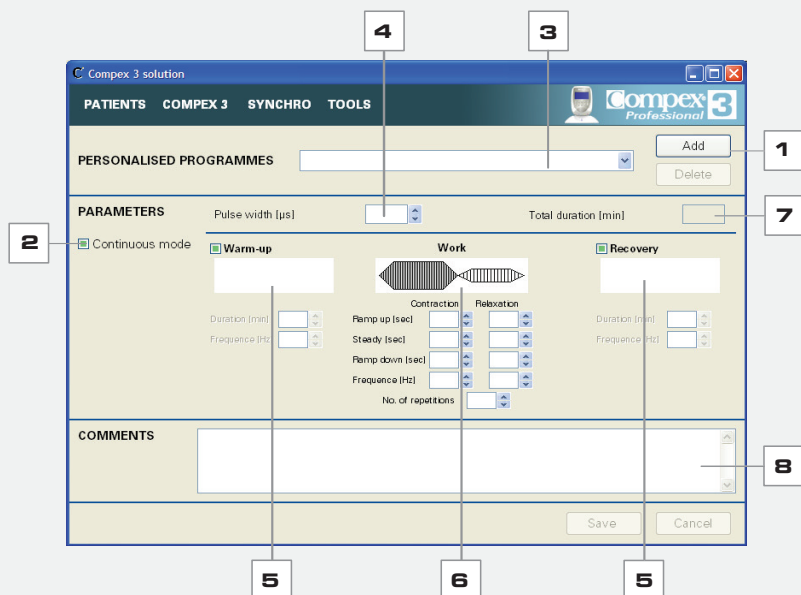 4
3
Compex 3 solution
PATIENTS COMPEX 3 SYNCHRO TOOLS
Compex 3
Professional
PERSONALISED PROGRAMMES
Add
1
Delete
PARAMETERS
Pulse width [µs]
Total duration [min]
7
2
Continuous mode
Warm-up
Work
Recovery
Contraction Relaxation
Duration [min]
Ramp up [sec]
Duration [min]
Frequence [Hz
Steady [sec]
Frequence [Hz]
Ramp down [sec]
Frequence [Hz]
No. of repetitions
COMMENTS
8
Save Cancel
5
6
5